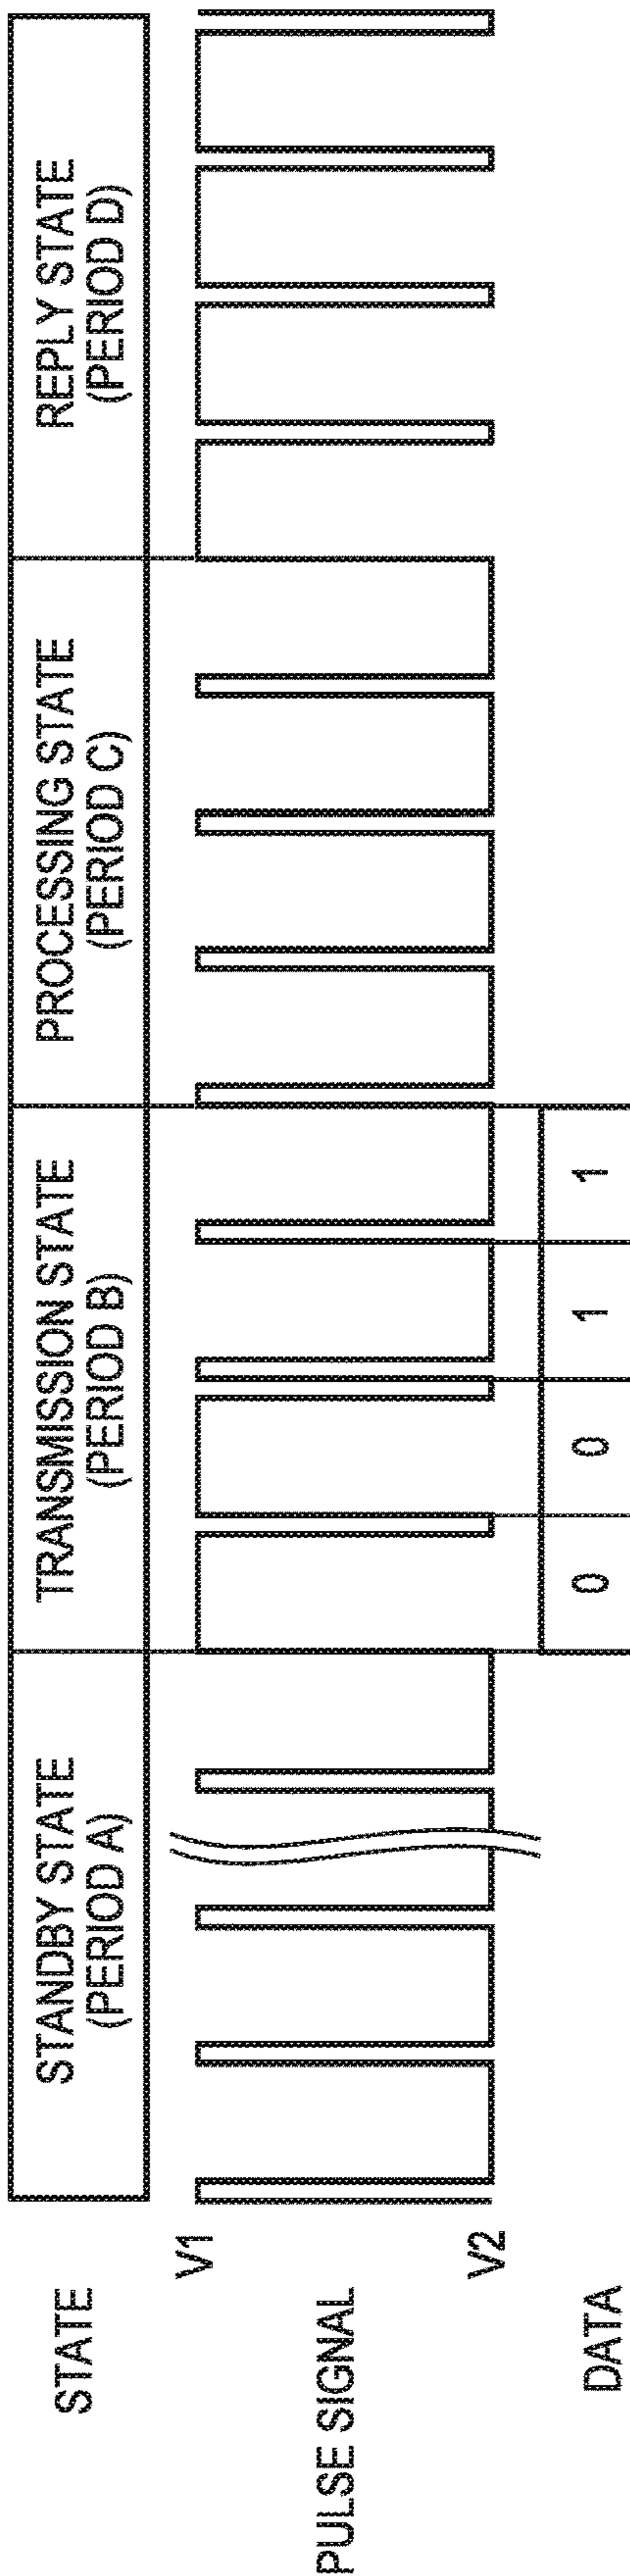 STATE
STANDBY STATE
(PERIOD A)
TRANSMISSION STATE
(PERIOD B)
PROCESSING STATE
(PERIOD C)
REPLY STATE
(PERIOD D)
V1
PULSE SIGNAL
V2
DATA
0
0
1
1